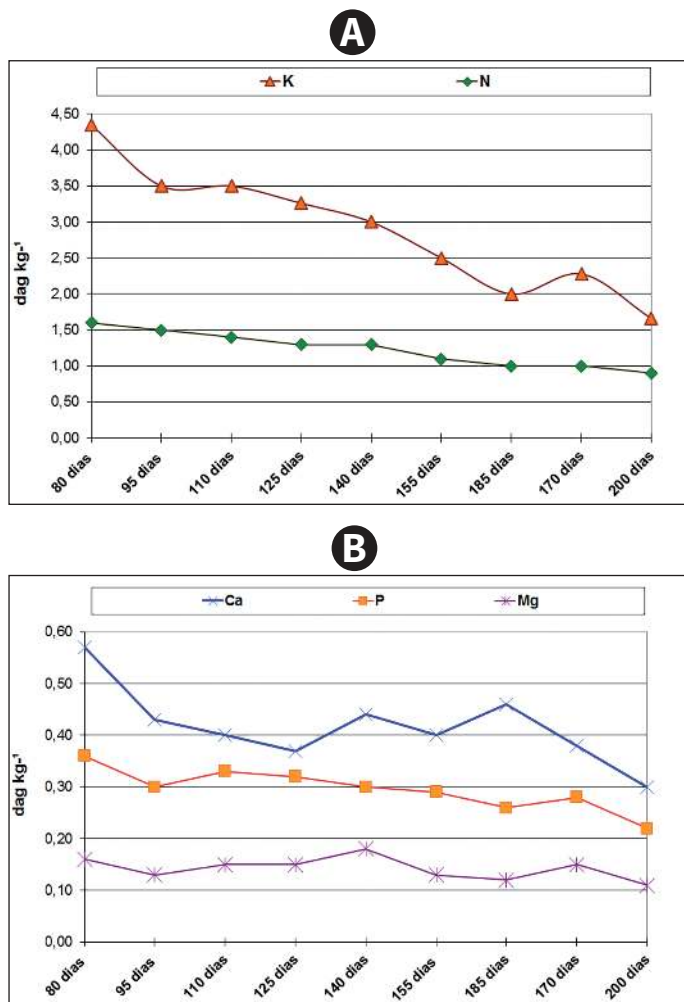 A
K N
4,50
4,00
3,50
3,00
2,50
2,00
1,50
1,00
0,50
0,00
dag kg-¹
80 dias 95 dias 110 dias 125 dias 140 dias 155 dias 185 dias 170 dias 200 dias
B
Ca P Mg
0,60
0,50
0,40
0,30
0,20
0,10
0,00
dag kg-¹
80 dias 95 dias 110 dias 125 dias 140 dias 155 dias 185 dias 170 dias 200 dias